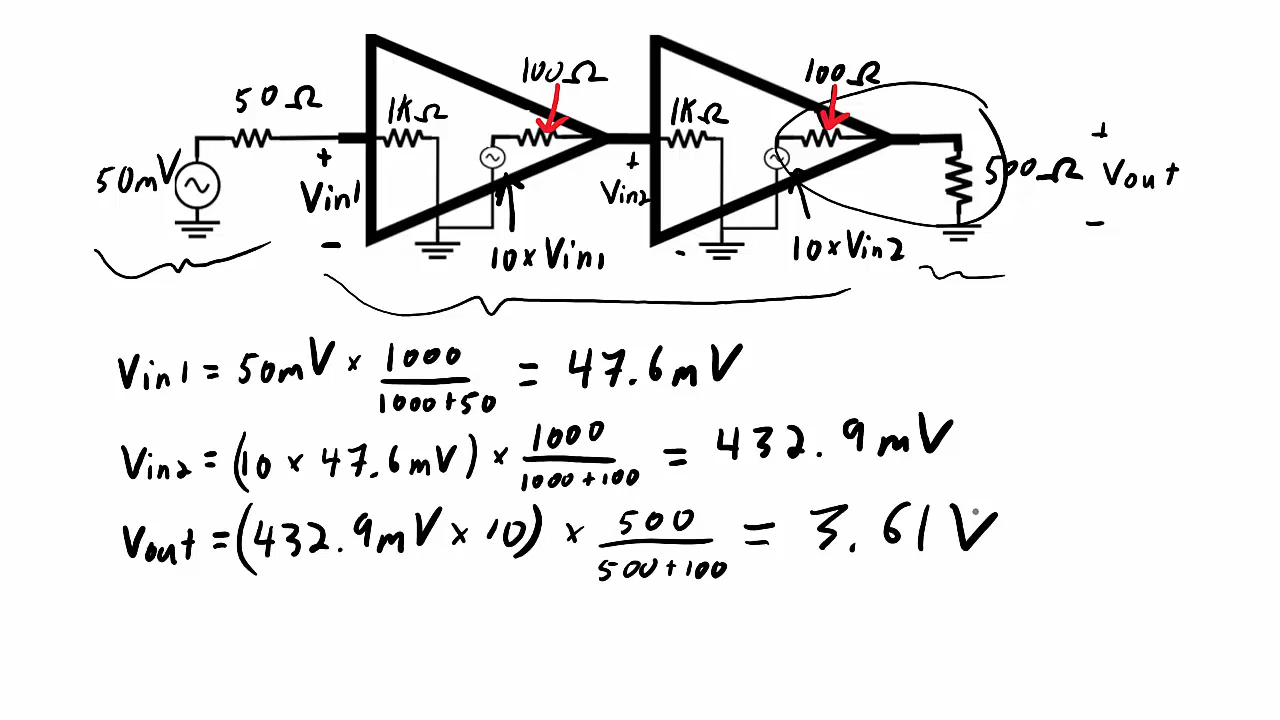 50Ω 1KΩ 100Ω 1KΩ 100Ω
50mV + Vin1 - + Vin2 - 500Ω + Vout -
10×Vin1 10×Vin2
Vin1 = 50mV × 1000/(1000+50) = 47.6mV
Vin2 = (10 × 47.6mV) × 1000/(1000+100) = 432.9mV
Vout = (432.9mV × 10) × 500/(500+100) = 3.61V